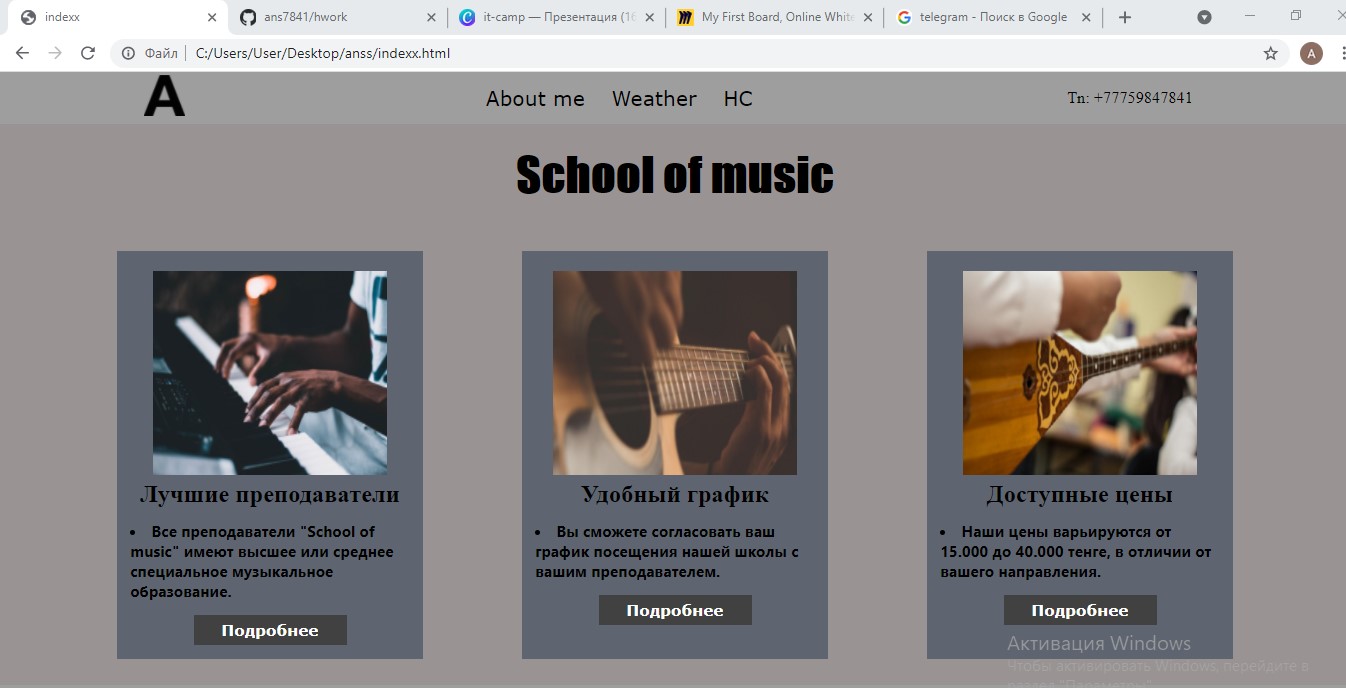 indexx
ans7841/hwork
it-camp — Презентация (16
My First Board, Online White
telegram - Поиск в Google
Файл
C:/Users/User/Desktop/anss/indexx.html
A
A
About me
Weather
HC
Тп: +77759847841
School of music
Лучшие преподаватели
• Все преподаватели "School of
music" имеют высшее или среднее
специальное музыкальное
образование.
Подробнее
Удобный график
• Вы сможете согласовать ваш
график посещения нашей школы с
вашим преподавателем.
Подробнее
Доступные цены
• Наши цены варьируются от
15.000 до 40.000 тенге, в отличии от
вашего направления.
Подробнее
Активация Windows
Чтобы активировать Windows, перейдите в
раздел "Параметры".